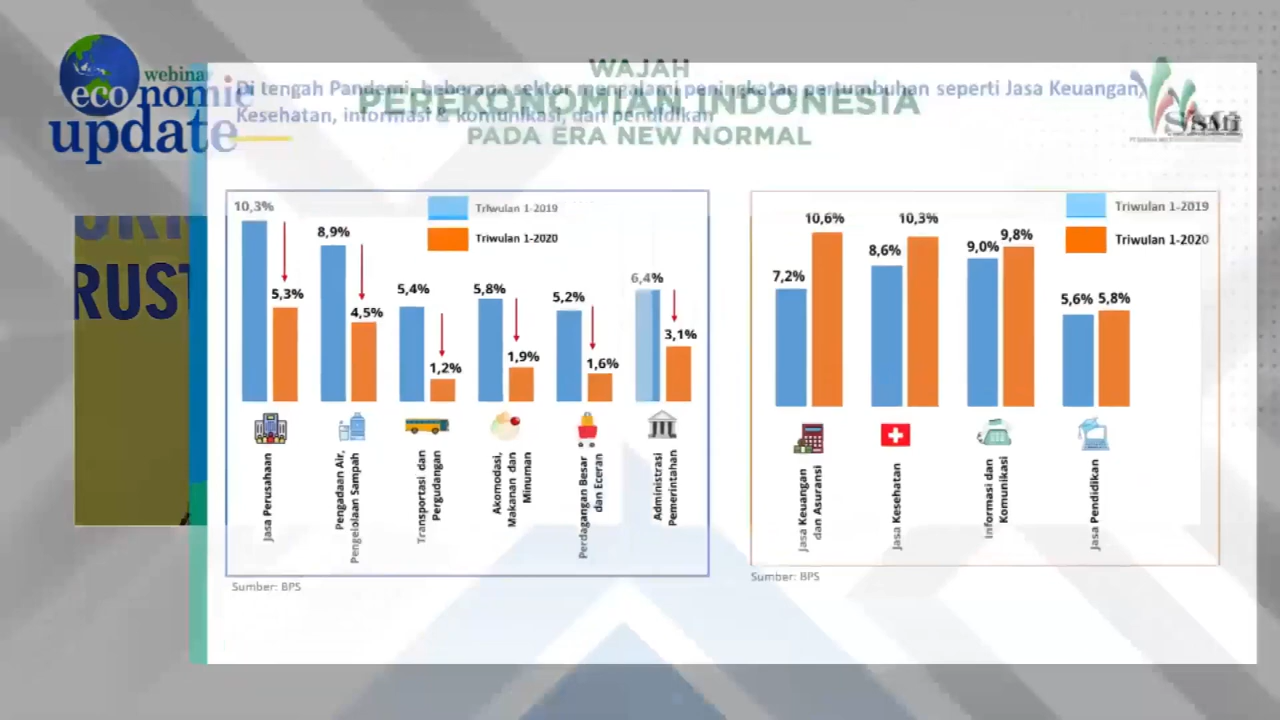 webinar
economic
update
WAJAH
PEREKONOMIAN INDONESIA
PADA ERA NEW NORMAL
Di tengah Pandemi, beberapa sektor mengalami peningkatan pertumbuhan seperti Jasa Keuangan,
Kesehatan, informasi & komunikasi, dan pendidikan
SMI
RUST
Triwulan 1-2019
Triwulan 1-2020
10,3%
5,3%
8,9%
4,5%
5,4%
1,2%
5,8%
1,9%
5,2%
1,6%
6,4%
3,1%
Jasa Perusahaan
Pengadaan Air,
Pengelolaan Sampah
Transportasi dan
Pergudangan
Akomodasi,
Makanan dan
Minuman
Perdagangan Besar
dan Eceran
Administrasi
Pemerintahan
Sumber: BPS
Triwulan 1-2019
Triwulan 1-2020
7,2%
10,6%
8,6%
10,3%
9,0%
9,8%
5,6%
5,8%
Jasa Keuangan
dan Asuransi
Jasa Kesehatan
Informasi dan
Komunikasi
Jasa Pendidikan
Sumber: BPS